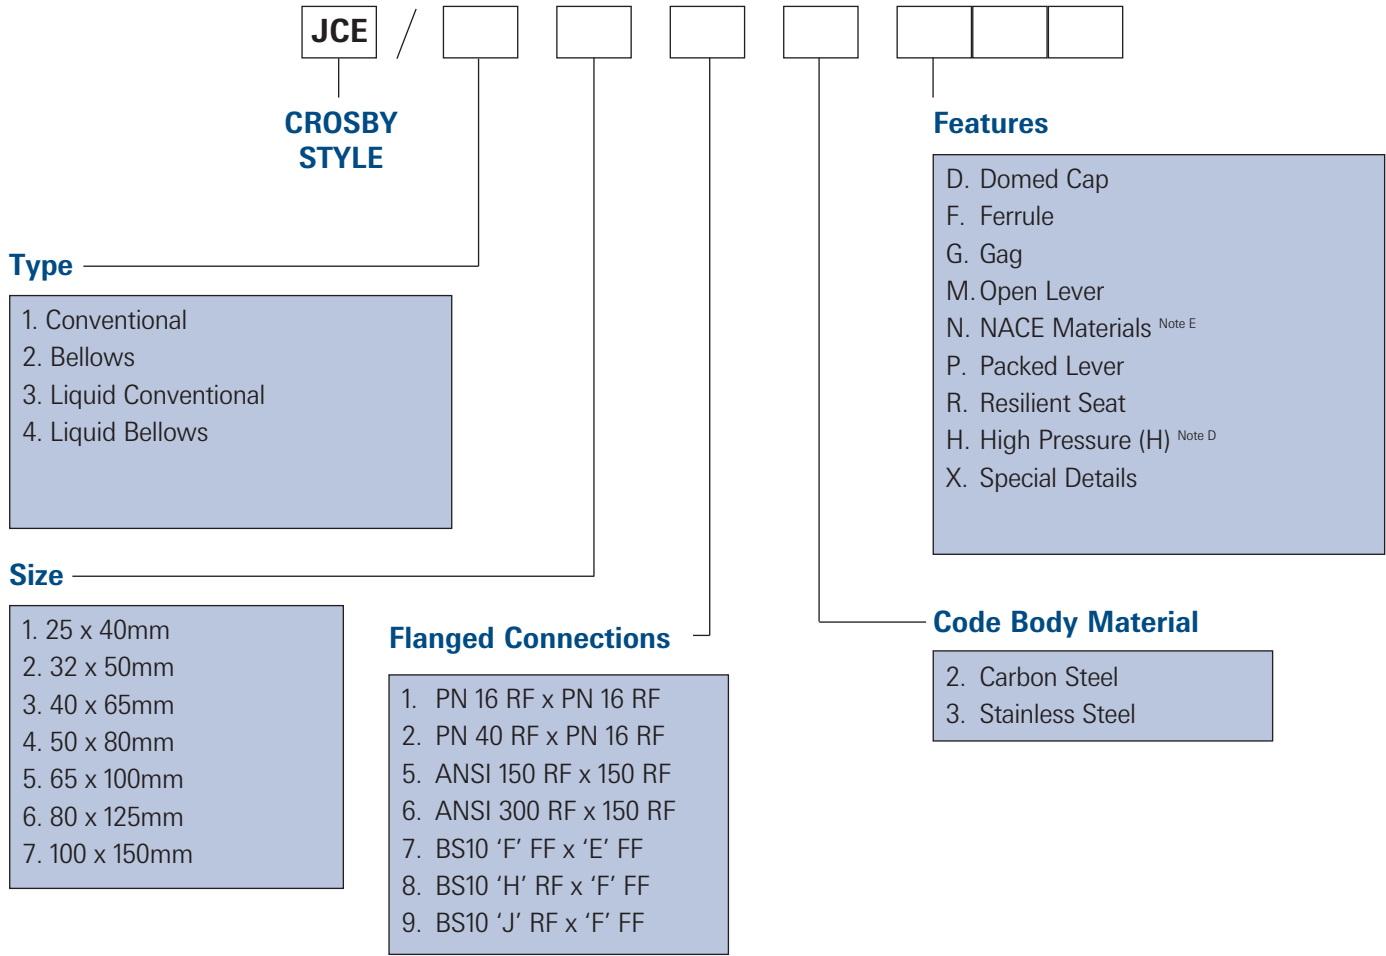 JCE /
CROSBY
STYLE
Features
D. Domed Cap
F. Ferrule
G. Gag
M. Open Lever
N. NACE Materials Note E
P. Packed Lever
R. Resilient Seat
H. High Pressure (H) Note D
X. Special Details
Type
1. Conventional
2. Bellows
3. Liquid Conventional
4. Liquid Bellows
Size
1. 25 x 40mm
2. 32 x 50mm
3. 40 x 65mm
4. 50 x 80mm
5. 65 x 100mm
6. 80 x 125mm
7. 100 x 150mm
Flanged Connections
1. PN 16 RF x PN 16 RF
2. PN 40 RF x PN 16 RF
5. ANSI 150 RF x 150 RF
6. ANSI 300 RF x 150 RF
7. BS10 ‘F’ FF x ‘E’ FF
8. BS10 ‘H’ RF x ‘F’ FF
9. BS10 ‘J’ RF x ‘F’ FF
Code Body Material
2. Carbon Steel
3. Stainless Steel